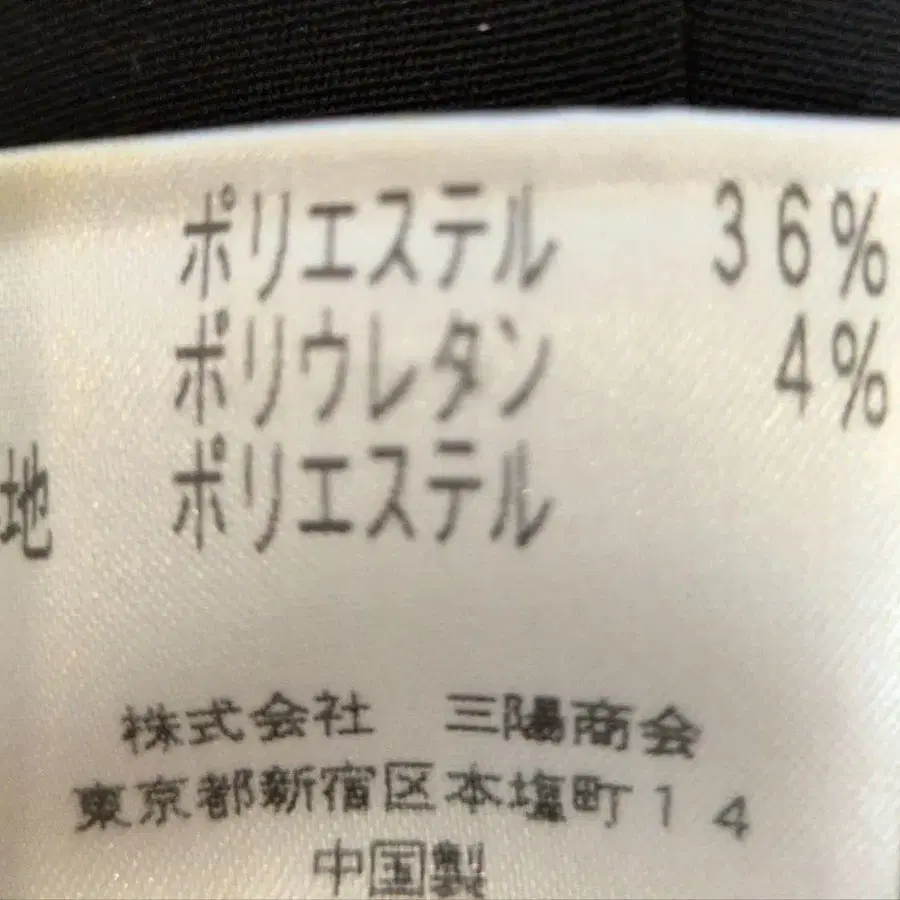 ポリエステル 36%
ポリウレタン 4%
地 ポリエステル
株式会社 三陽商会
東京都新宿区本塩町14
中国製